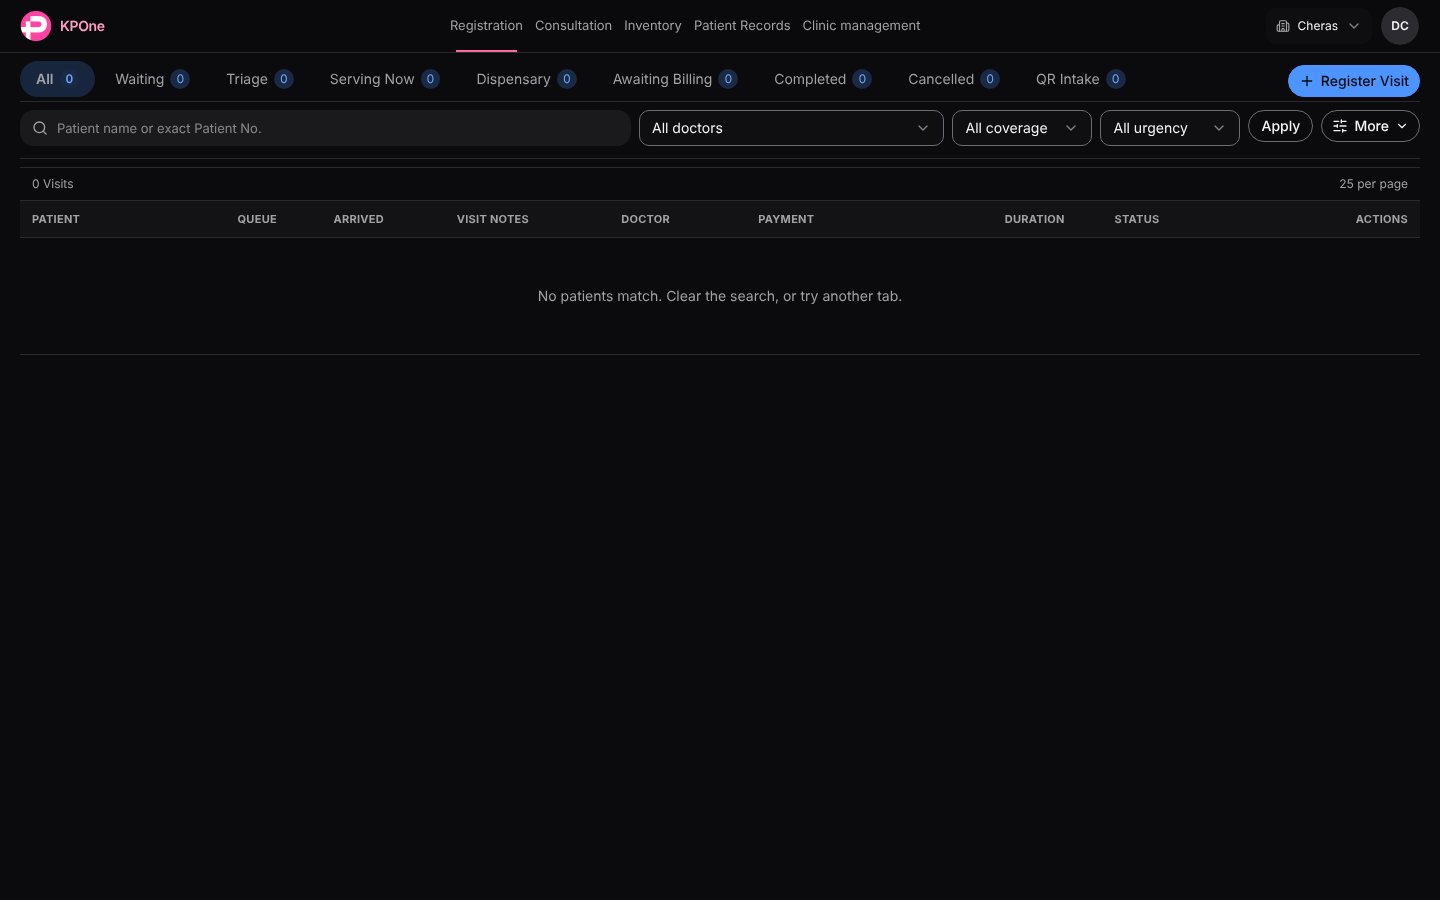 KPOne
Registration Consultation Inventory Patient Records Clinic management
Cheras
DC
All 0 Waiting 0 Triage 0 Serving Now 0 Dispensary 0 Awaiting Billing 0 Completed 0 Cancelled 0 QR Intake 0
+ Register Visit
Patient name or exact Patient No.
All doctors
All coverage
All urgency
Apply
More
0 Visits
25 per page
PATIENT QUEUE ARRIVED VISIT NOTES DOCTOR PAYMENT DURATION STATUS ACTIONS
No patients match. Clear the search, or try another tab.